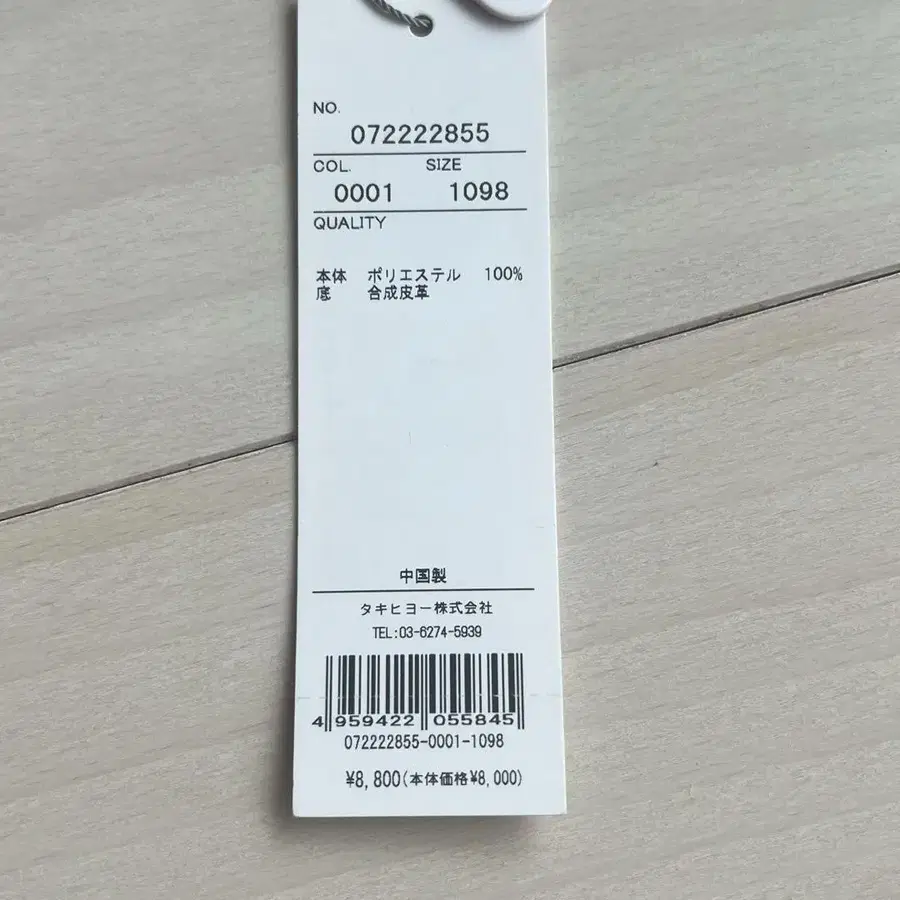 NO.
072222855
COL. SIZE
0001 1098
QUALITY
本体 ポリエステル 100%
底 合成皮革
中国製
タキヒヨー株式会社
TEL:03-6274-5939
4 959422 055845
072222855-0001-1098
¥8,800(本体価格¥8,000)